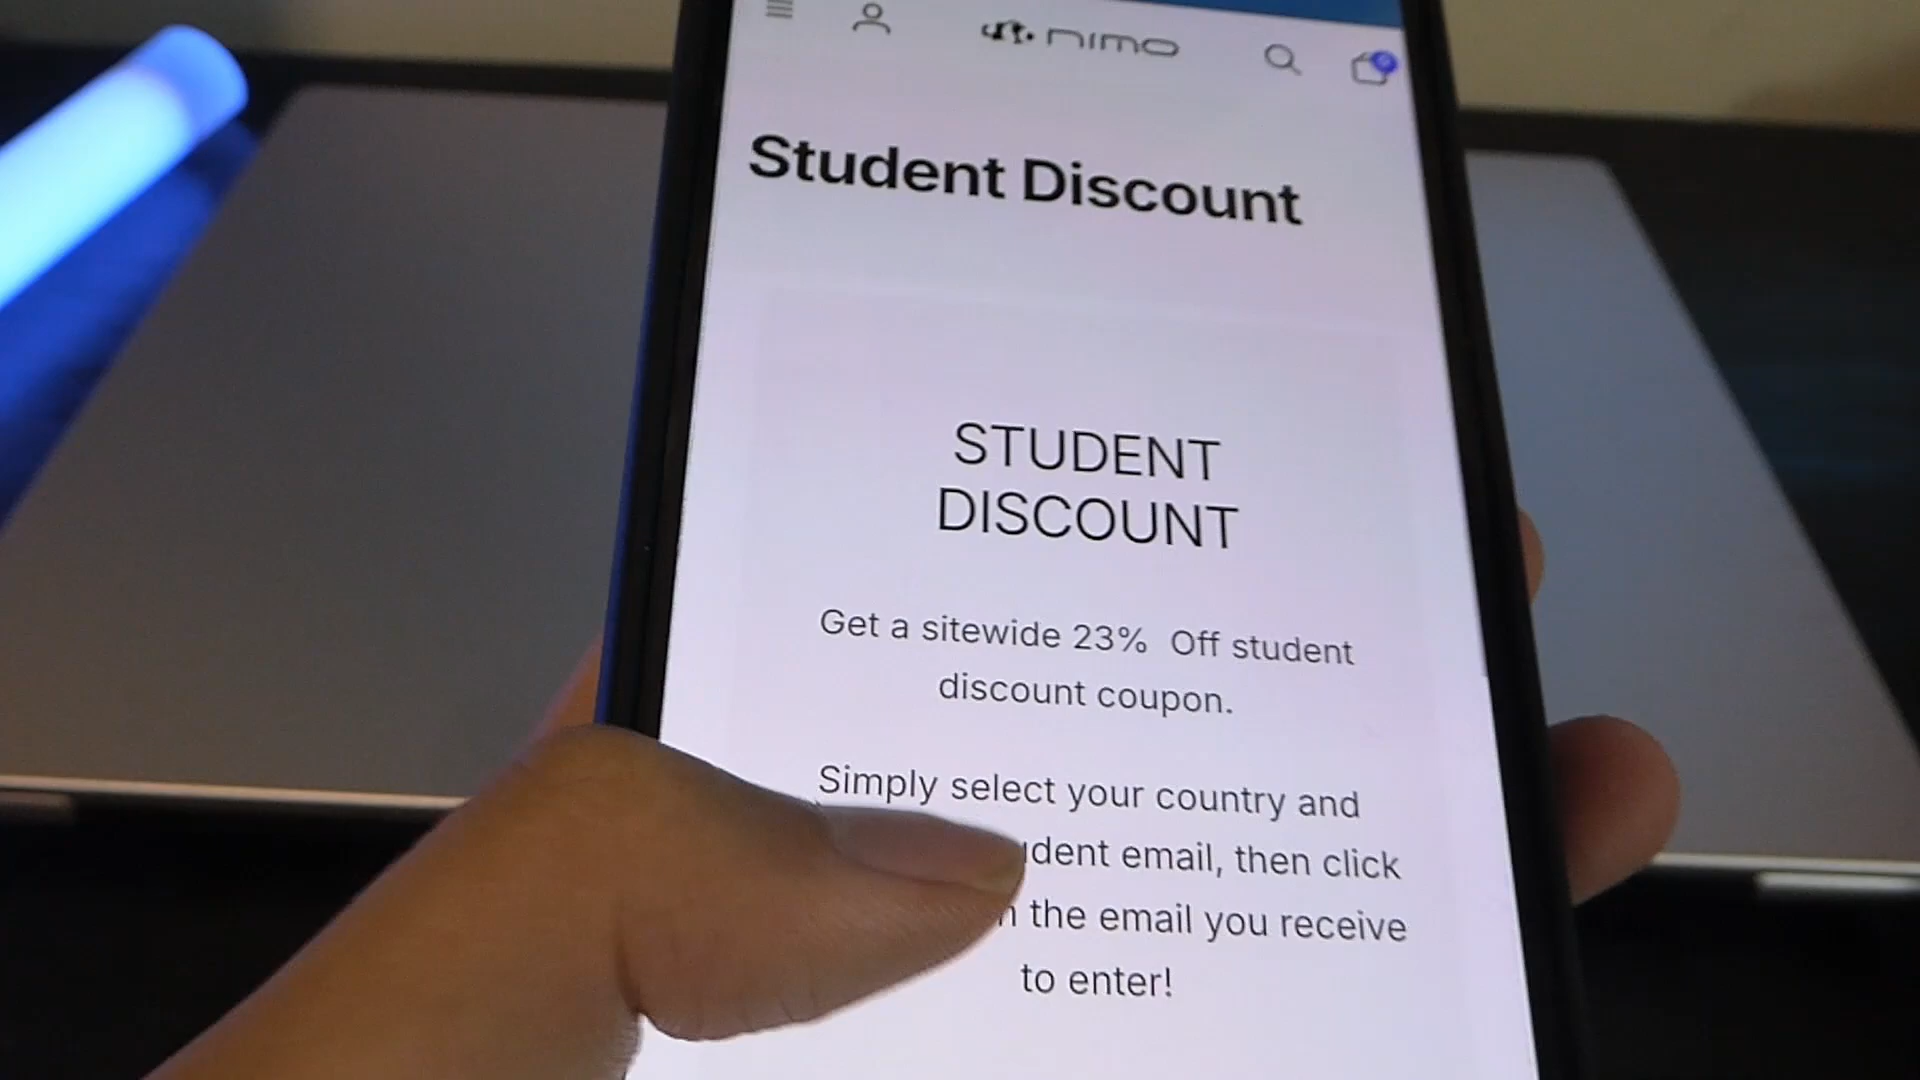 nimo
Student Discount
STUDENT
DISCOUNT
Get a sitewide 23% Off student
discount coupon.
Simply select your country and
email, then click
the email you receive
to enter!